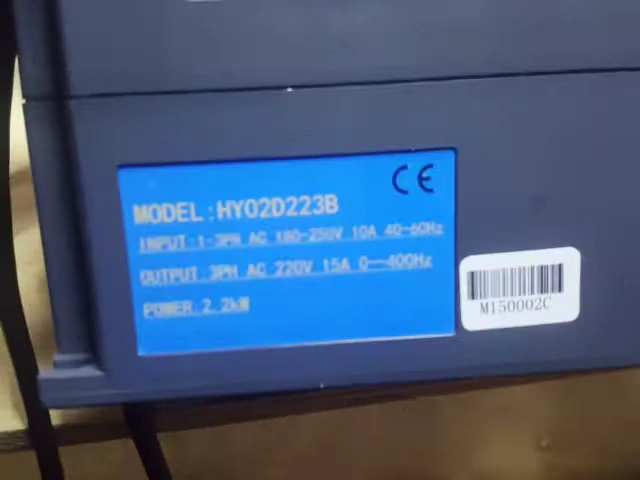 CE
MODEL:HY02D223B
INPUT:1-3PH AC 180-250V 10A 40-60Hz
OUTPUT:3PH AC 220V 15A 0—400Hz
POWER:2.2kW
M150002C